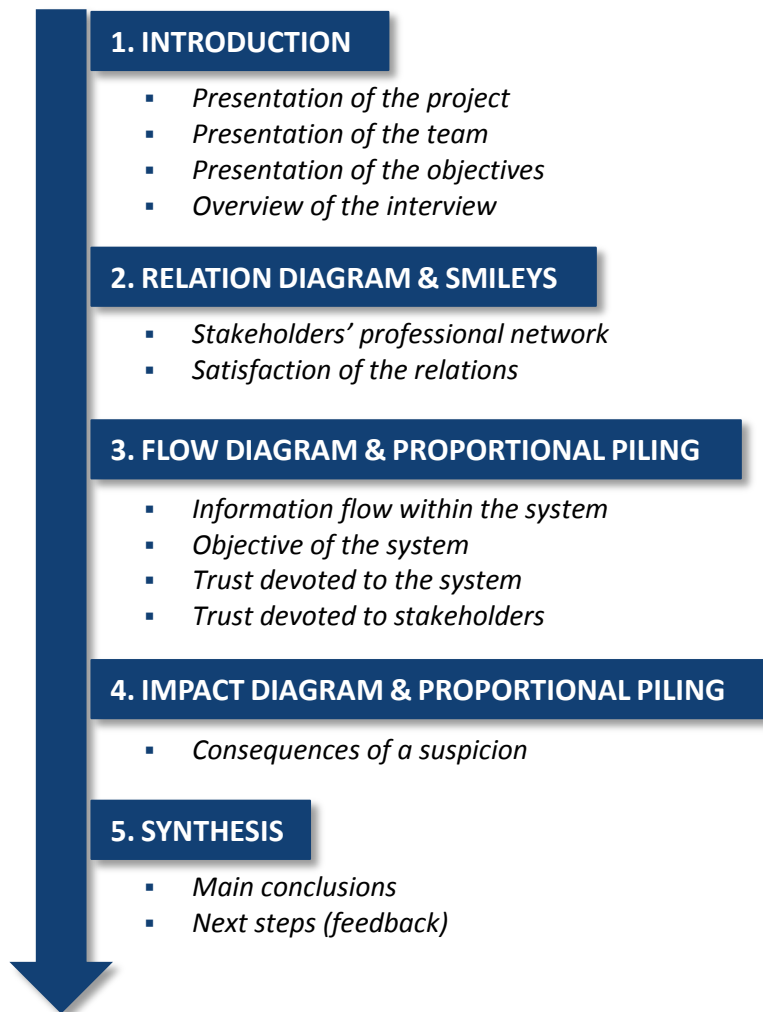 1. INTRODUCTION
▪ Presentation of the project
▪ Presentation of the team
▪ Presentation of the objectives
▪ Overview of the interview
2. RELATION DIAGRAM & SMILEYS
▪ Stakeholders’ professional network
▪ Satisfaction of the relations
3. FLOW DIAGRAM & PROPORTIONAL PILING
▪ Information flow within the system
▪ Objective of the system
▪ Trust devoted to the system
▪ Trust devoted to stakeholders
4. IMPACT DIAGRAM & PROPORTIONAL PILING
▪ Consequences of a suspicion
5. SYNTHESIS
▪ Main conclusions
▪ Next steps (feedback)